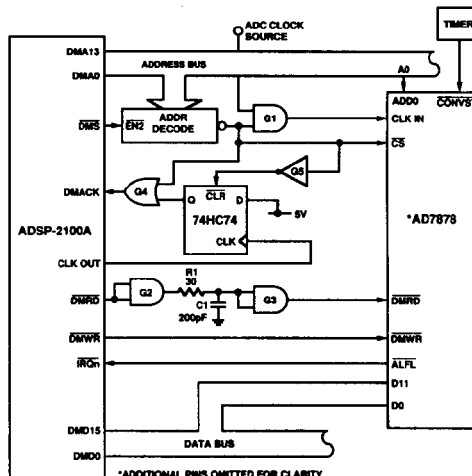 ADC CLOCK
SOURCE
TIMER
DMA13
ADDRESS BUS
DMA0
A0
ADD0
CONVST
ADDR
DECODE
DMS
EN2
G1
CLK IN
CS
G5
G4
DMACK
CLR
Q
D
74HC74
5V
CLK
ADSP-2100A
*AD7878
CLK OUT
R1
30
G2
G3
C1
200pF
DMRD
DMRD
DMWR
DMWR
IRQn
ALFL
D11
D0
DMD15
DATA BUS
DMD0
*ADDITIONAL PINS OMITTED FOR CLARITY